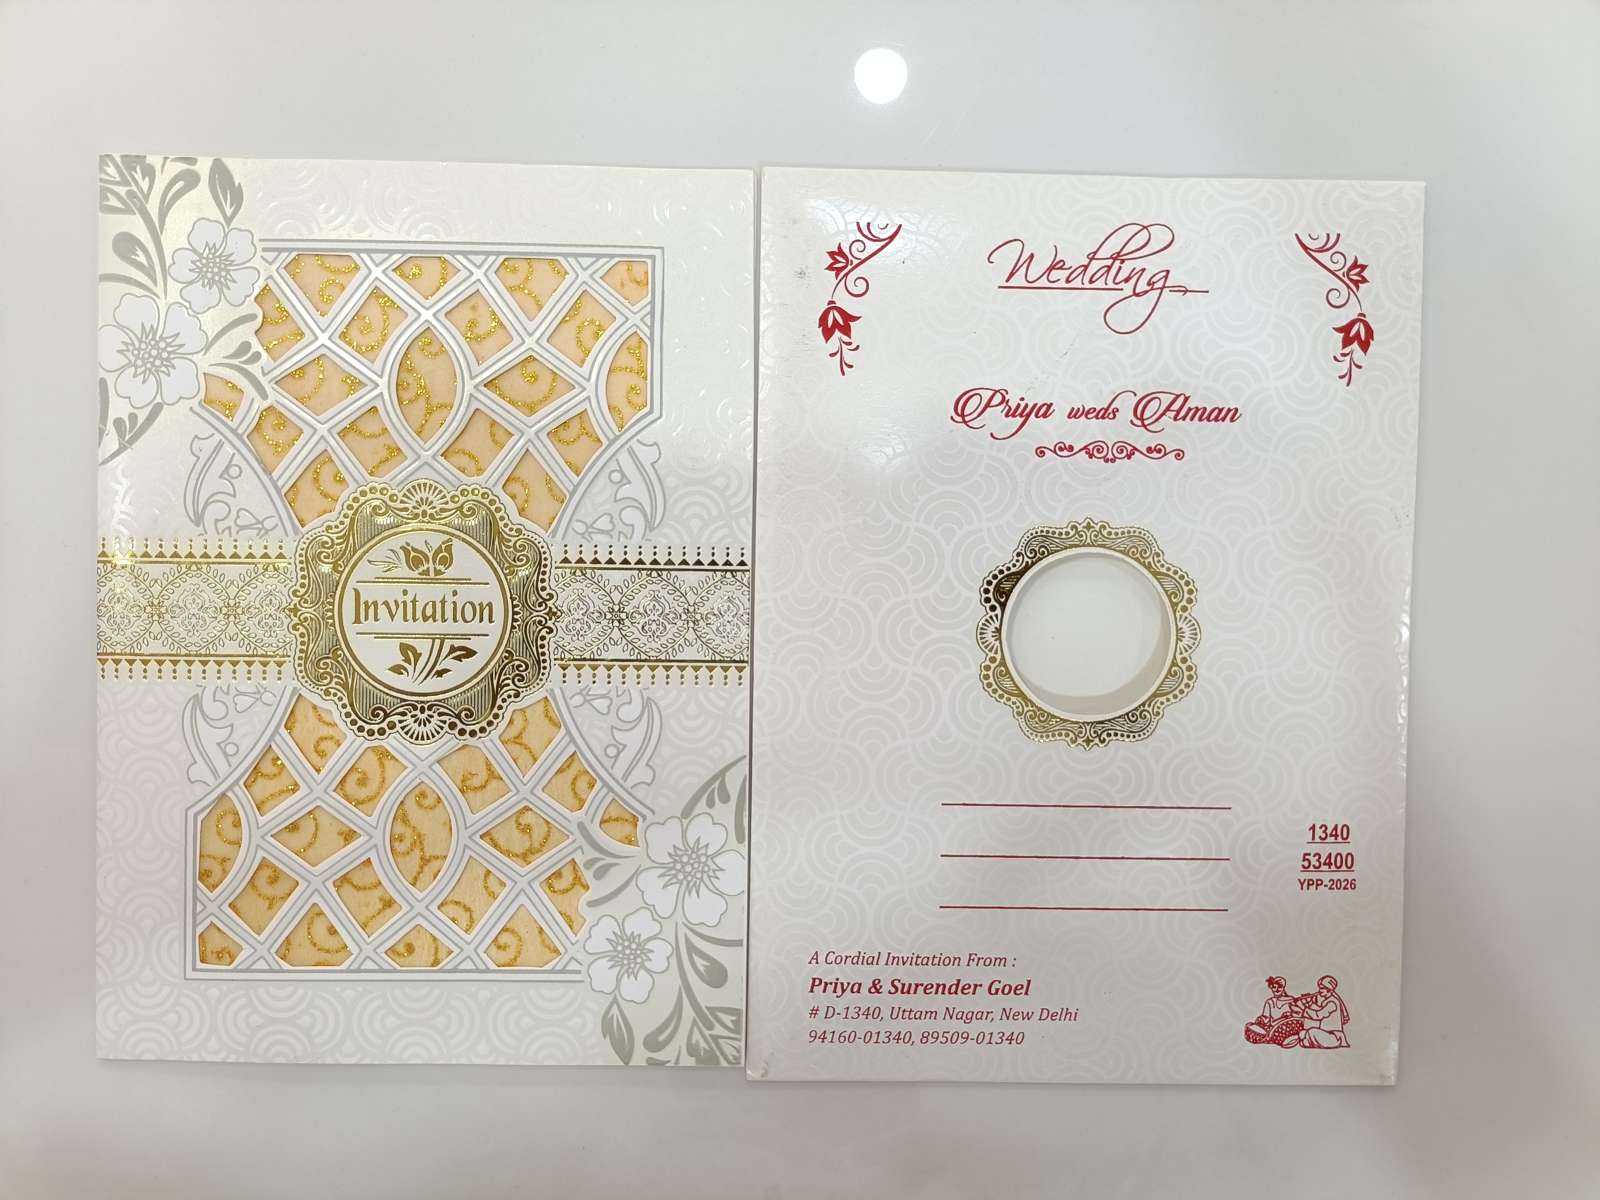 Invitation
Wedding
Priya weds Aman
1340
53400
YPP-2026
A Cordial Invitation From :
Priya & Surender Goel
# D-1340, Uttam Nagar, New Delhi
94160-01340, 89509-01340